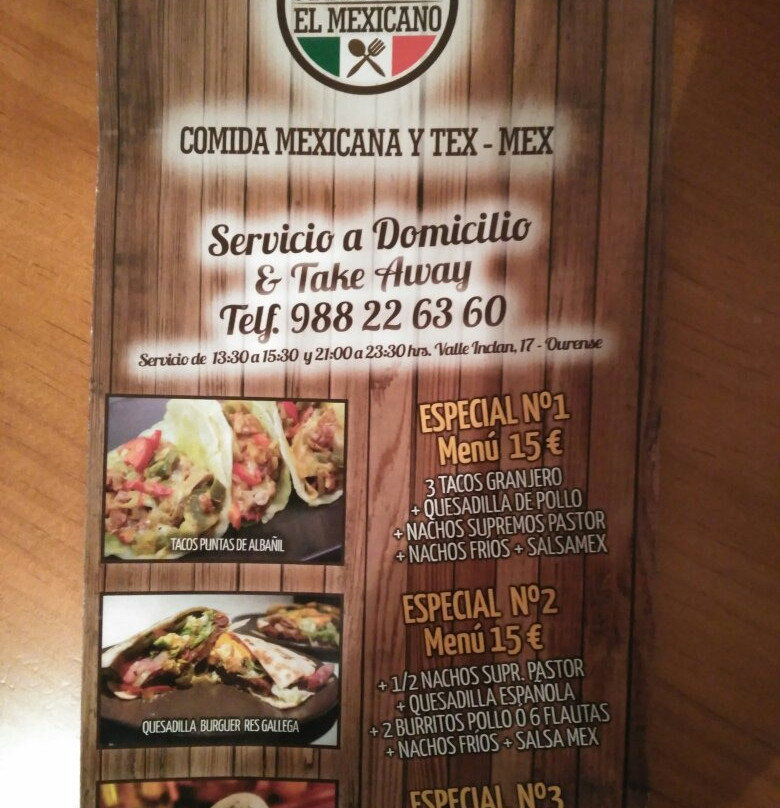 EL MEXICANO
COMIDA MEXICANA Y TEX - MEX
Servicio a Domicilio
& Take Away
Telf. 988 22 63 60
Servicio de 13:30 a 15:30 y 21:00 a 23:30 hrs. Valle Inclan, 17 - Ourense
TACOS PUNTAS DE ALBAÑIL
ESPECIAL Nº1
Menú 15 €
3 TACOS GRANJERO
+ QUESADILLA DE POLLO
+ NACHOS SUPREMOS PASTOR
+ NACHOS FRIOS + SALSAMEX
QUESADILLA BURGUER RES GALLEGA
ESPECIAL Nº2
Menú 15 €
+ 1/2 NACHOS SUPR. PASTOR
+ QUESADILLA ESPAÑOLA
+ 2 BURRITOS POLLO Ó 6 FLAUTAS
+ NACHOS FRÍOS + SALSA MEX
ESPECIAL Nº3